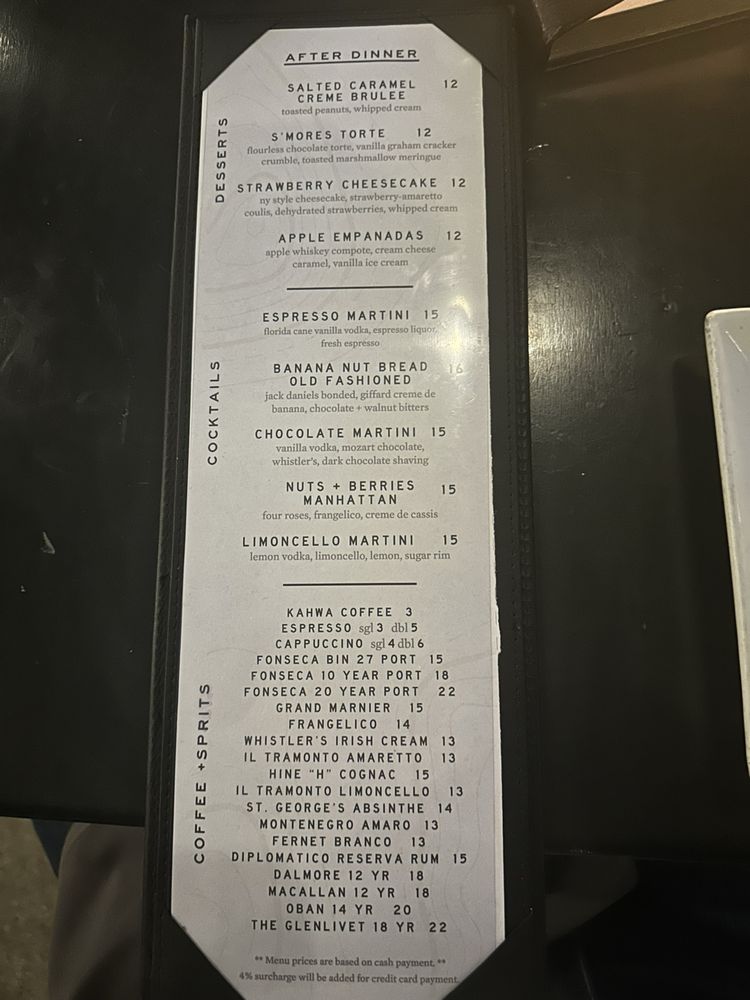 AFTER DINNER
DESSERTS
SALTED CARAMEL 12
CREME BRULEE
toasted peanuts, whipped cream
S'MORES TORTE 12
flourless chocolate torte, vanilla graham cracker
crumble, toasted marshmallow meringue
STRAWBERRY CHEESECAKE 12
ny style cheesecake, strawberry-amaretto
coulis, dehydrated strawberries, whipped cream
APPLE EMPANADAS 12
apple whiskey compote, cream cheese
caramel, vanilla ice cream
COCKTAILS
ESPRESSO MARTINI 15
florida cane vanilla vodka, espresso liquor,
fresh espresso
BANANA NUT BREAD 16
OLD FASHIONED
jack daniels bonded, giffard creme de
banana, chocolate + walnut bitters
CHOCOLATE MARTINI 15
vanilla vodka, mozart chocolate,
whistler's, dark chocolate shaving
NUTS + BERRIES 15
MANHATTAN
four roses, frangelico, creme de cassis
LIMONCELLO MARTINI 15
lemon vodka, limoncello, lemon, sugar rim
COFFEE +SPRITS
KAHWA COFFEE 3
ESPRESSO sgl 3 dbl 5
CAPPUCCINO sgl 4 dbl 6
FONSECA BIN 27 PORT 15
FONSECA 10 YEAR PORT 18
FONSECA 20 YEAR PORT 22
GRAND MARNIER 15
FRANGELICO 14
WHISTLER'S IRISH CREAM 13
IL TRAMONTO AMARETTO 13
HINE "H" COGNAC 15
IL TRAMONTO LIMONCELLO 13
ST. GEORGE'S ABSINTHE 14
MONTENEGRO AMARO 13
FERNET BRANCO 13
DIPLOMATICO RESERVA RUM 15
DALMORE 12 YR 18
MACALLAN 12 YR 18
OBAN 14 YR 20
THE GLENLIVET 18 YR 22
** Menu prices are based on cash payment. **
4% surcharge will be added for credit card payment.